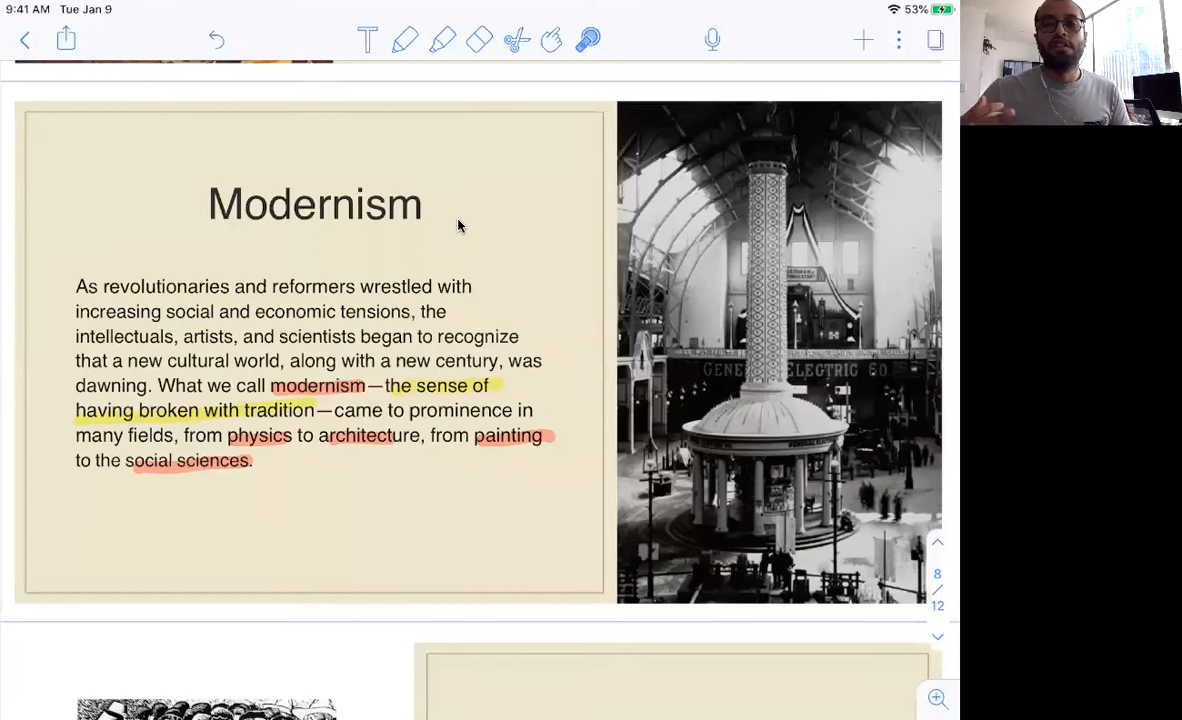 9:41 AM Tue Jan 9
53%
Modernism
As revolutionaries and reformers wrestled with
increasing social and economic tensions, the
intellectuals, artists, and scientists began to recognize
that a new cultural world, along with a new century, was
dawning. What we call modernism—the sense of
having broken with tradition—came to prominence in
many fields, from physics to architecture, from painting
to the social sciences.
GENERAL ELECTRIC CO.
8
/
12